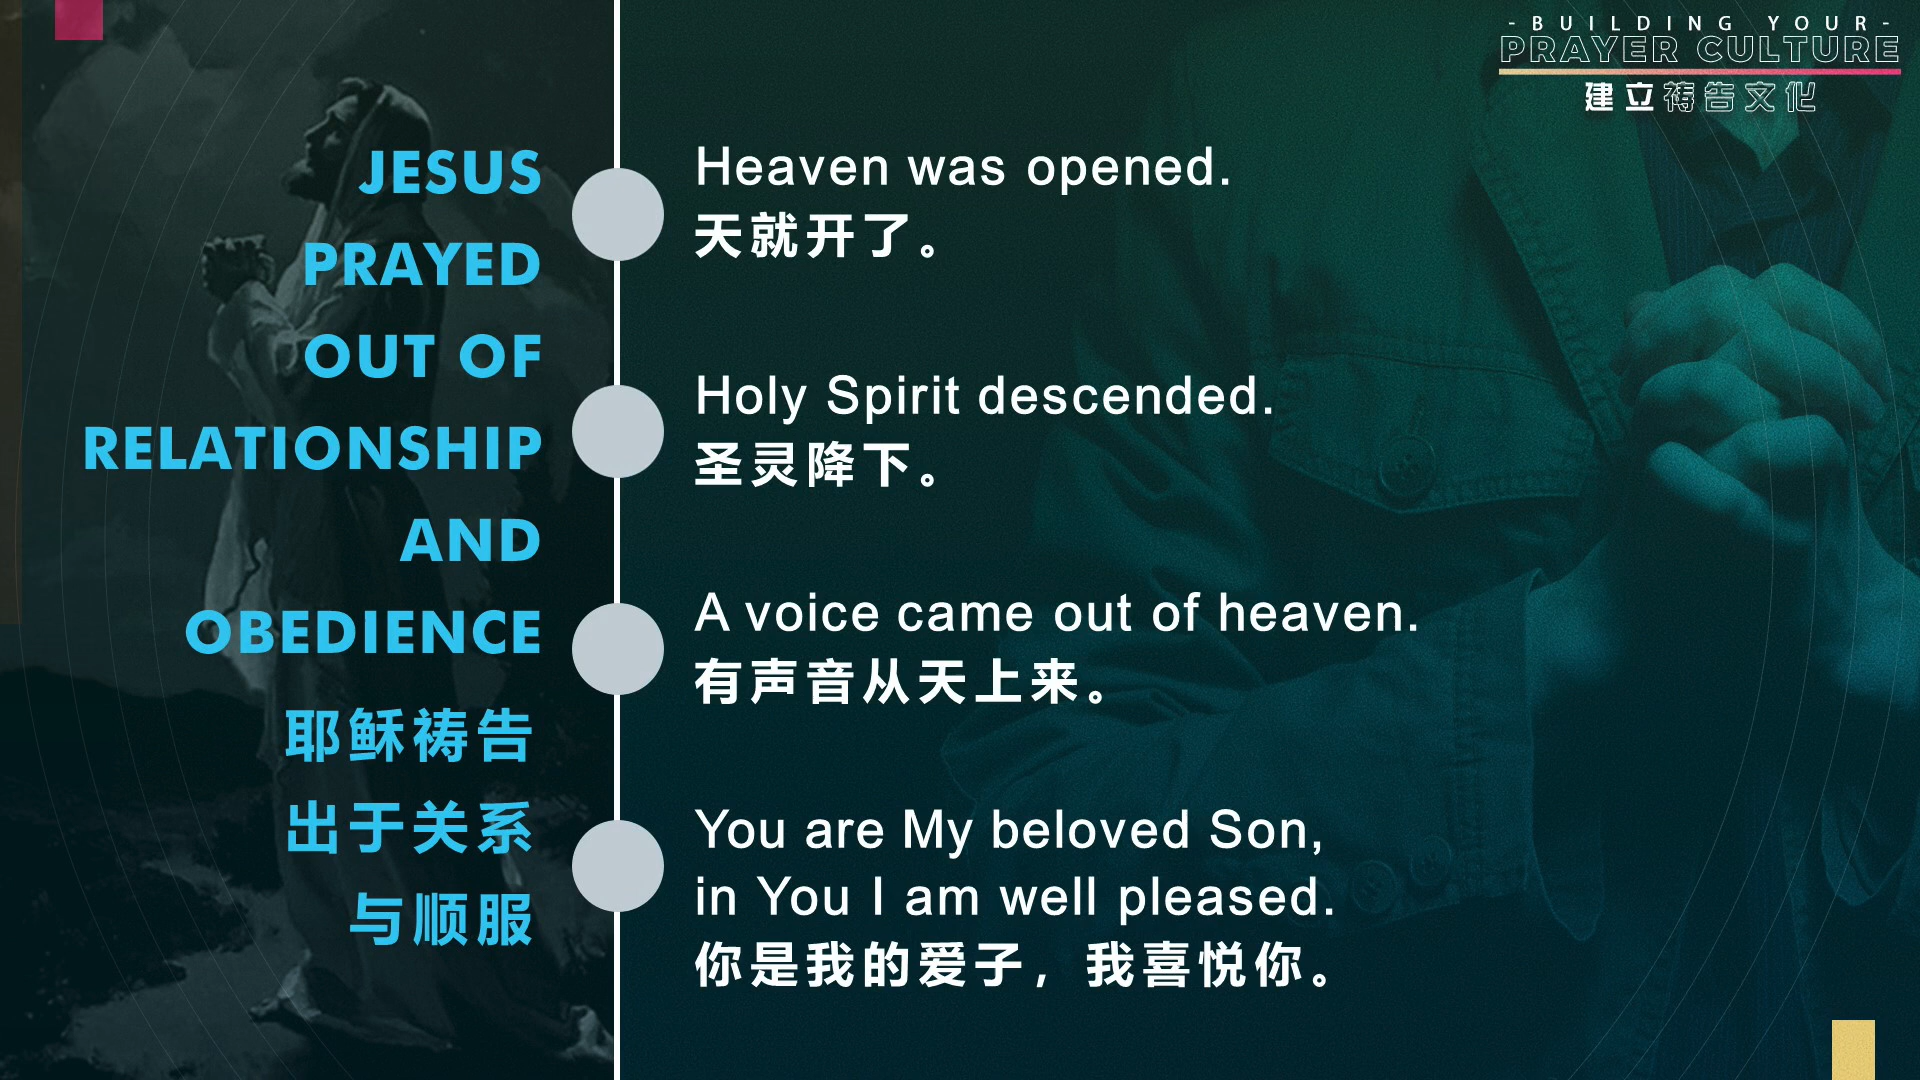 - BUILDING YOUR -
PRAYER CULTURE
建立祷告文化
JESUS
PRAYED
OUT OF
RELATIONSHIP
AND
OBEDIENCE
耶稣祷告
出于关系
与顺服
Heaven was opened.
天就开了。
Holy Spirit descended.
圣灵降下。
A voice came out of heaven.
有声音从天上来。
You are My beloved Son,
in You I am well pleased.
你是我的爱子，我喜悦你。